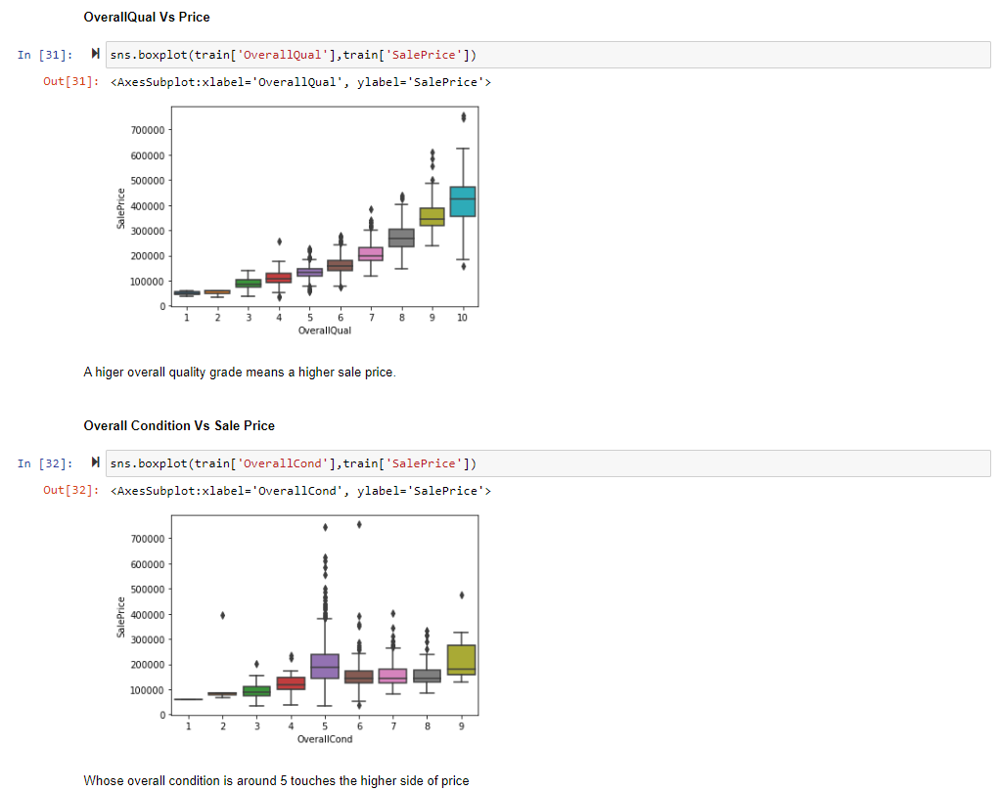 OverallQual Vs Price
In [31]: sns.boxplot(train['OverallQual'],train['SalePrice'])
Out[31]: <AxesSubplot:xlabel='OverallQual', ylabel='SalePrice'>
700000
600000
500000
400000
300000
200000
100000
0
SalePrice
1 2 3 4 5 6 7 8 9 10
OverallQual
A higer overall quality grade means a higher sale price.
Overall Condition Vs Sale Price
In [32]: sns.boxplot(train['OverallCond'],train['SalePrice'])
Out[32]: <AxesSubplot:xlabel='OverallCond', ylabel='SalePrice'>
700000
600000
500000
400000
300000
200000
100000
0
SalePrice
1 2 3 4 5 6 7 8 9
OverallCond
Whose overall condition is around 5 touches the higher side of price